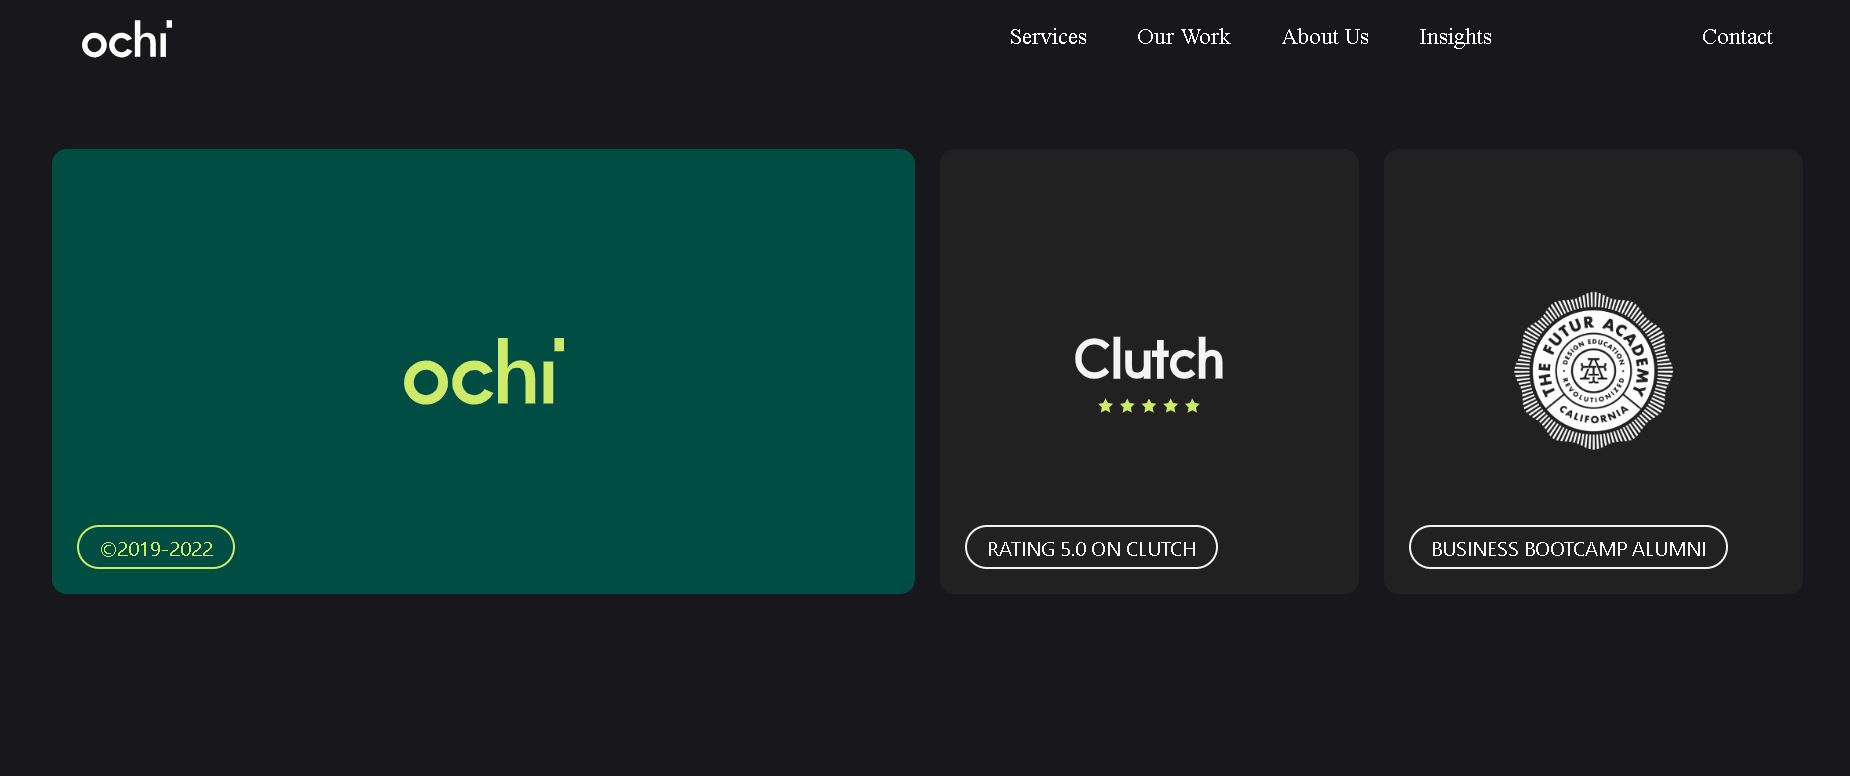 ochi
Services
Our Work
About Us
Insights
Contact
ochi
©2019-2022
Clutch
RATING 5.0 ON CLUTCH
THE FUTUR ACADEMY
DESIGN EDUCATION
REVOLUTIONIZED
CALIFORNIA
BUSINESS BOOTCAMP ALUMNI